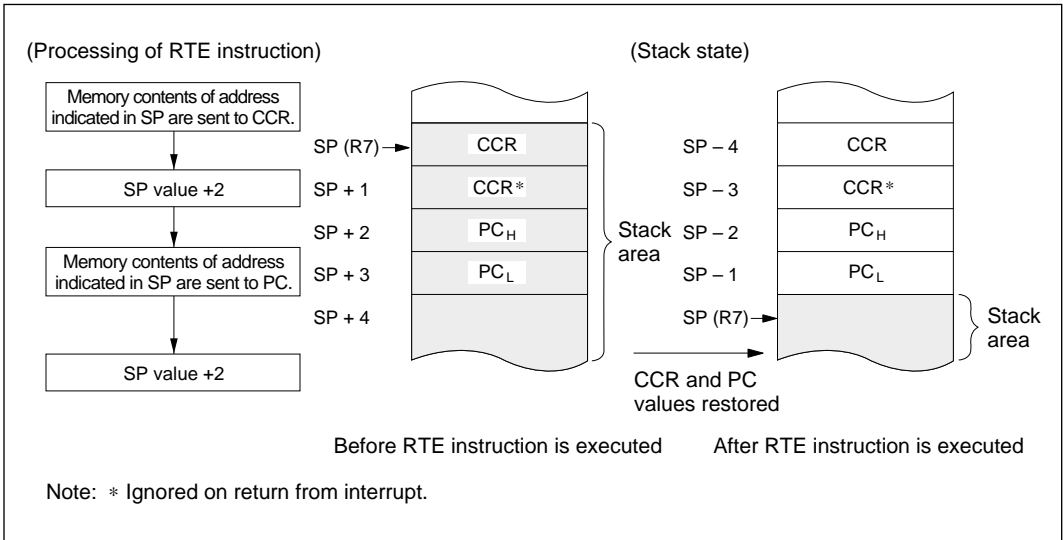 (Processing of RTE instruction)
Memory contents of address
indicated in SP are sent to CCR.
SP value +2
Memory contents of address
indicated in SP are sent to PC.
SP value +2
(Stack state)
SP (R7)
SP + 1
SP + 2
SP + 3
SP + 4
CCR
CCR*
PCH
PCL
Stack
area
Before RTE instruction is executed
CCR and PC
values restored
SP – 4
SP – 3
SP – 2
SP – 1
SP (R7)
CCR
CCR*
PCH
PCL
Stack
area
After RTE instruction is executed
Note: * Ignored on return from interrupt.